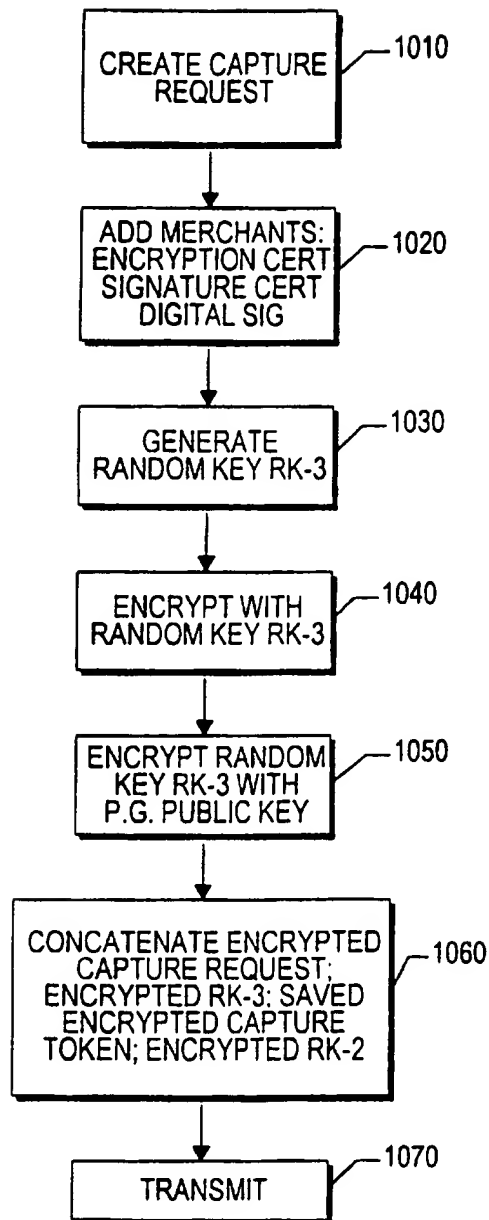 CREATE CAPTURE
REQUEST
1010
ADD MERCHANTS:
ENCRYPTION CERT
SIGNATURE CERT
DIGITAL SIG
1020
GENERATE
RANDOM KEY RK-3
1030
ENCRYPT WITH
RANDOM KEY RK-3
1040
ENCRYPT RANDOM
KEY RK-3 WITH
P.G. PUBLIC KEY
1050
CONCATENATE ENCRYPTED
CAPTURE REQUEST;
ENCRYPTED RK-3; SAVED
ENCRYPTED CAPTURE
TOKEN; ENCRYPTED RK-2
1060
TRANSMIT
1070